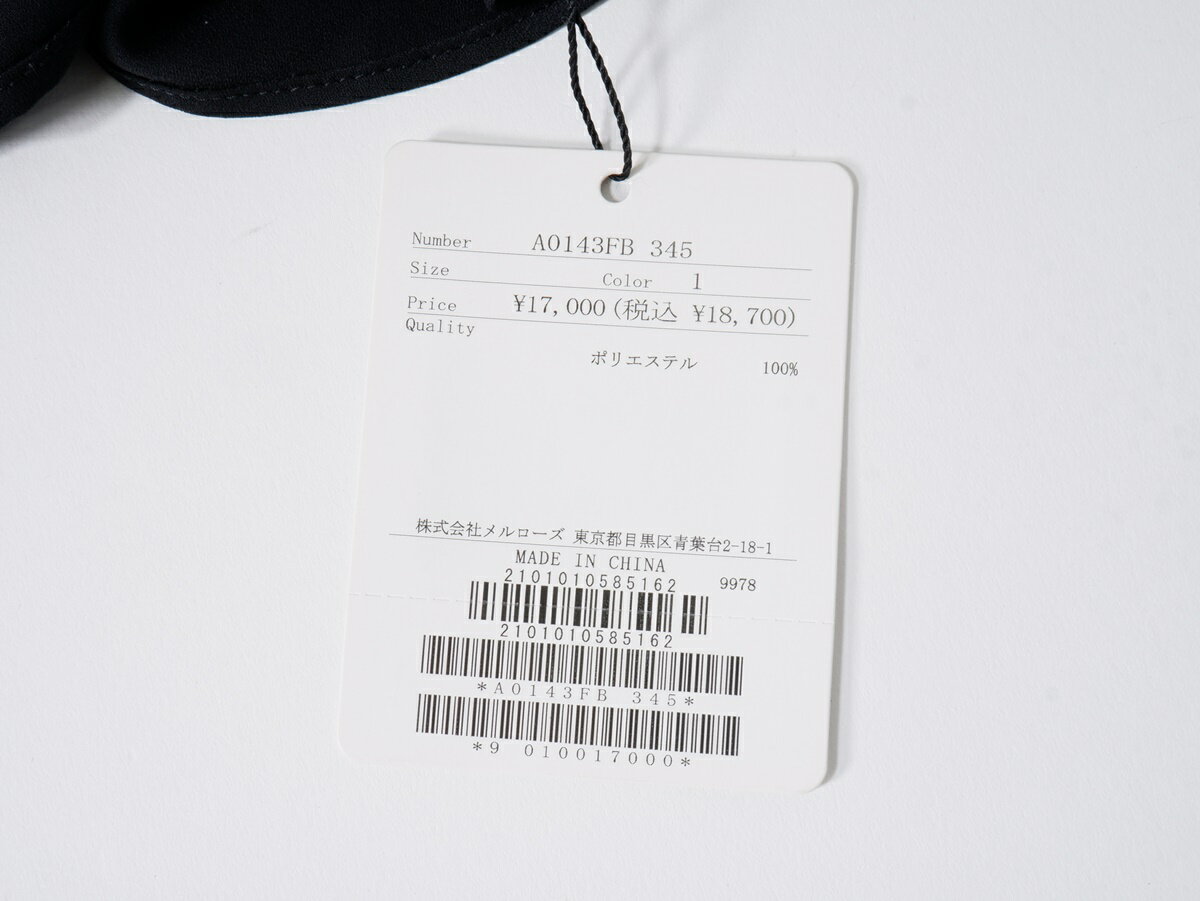 Number A0143FB 345
Size Color 1
Price ¥17,000(税込 ¥18,700)
Quality
ポリエステル 100%
株式会社メルローズ 東京都目黒区青葉台2-18-1
MADE IN CHINA
2101010585162 9978
2101010585162
*A0143FB 345*
*9 010017000*